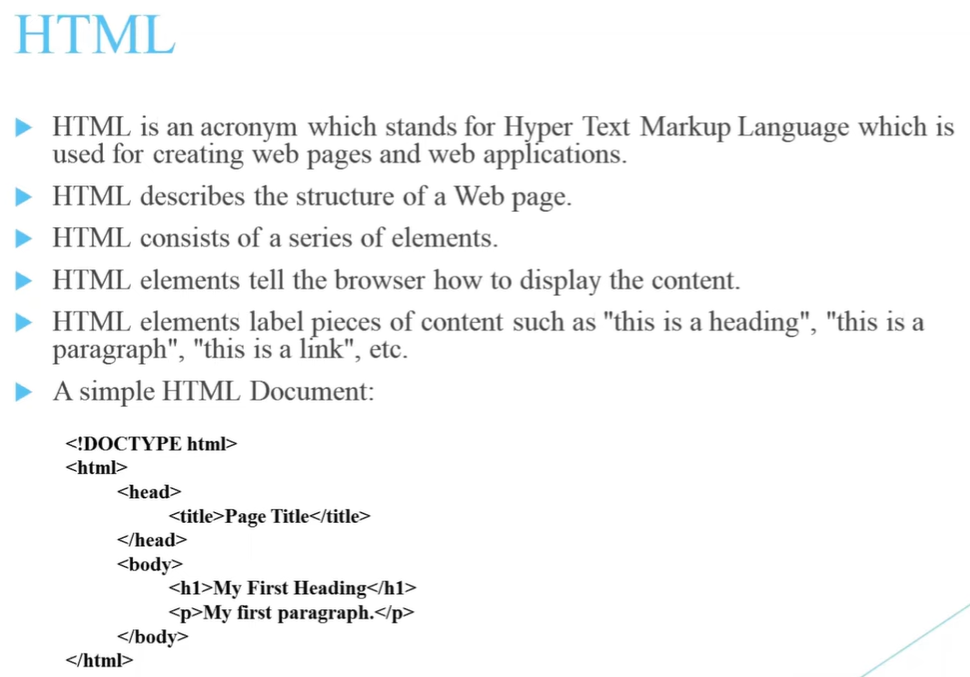 HTML
HTML is an acronym which stands for Hyper Text Markup Language which is
used for creating web pages and web applications.
HTML describes the structure of a Web page.
HTML consists of a series of elements.
HTML elements tell the browser how to display the content.
HTML elements label pieces of content such as "this is a heading", "this is a
paragraph", "this is a link", etc.
A simple HTML Document:
<!DOCTYPE html>
<html>
<head>
<title>Page Title</title>
</head>
<body>
<h1>My First Heading</h1>
<p>My first paragraph.</p>
</body>
</html>